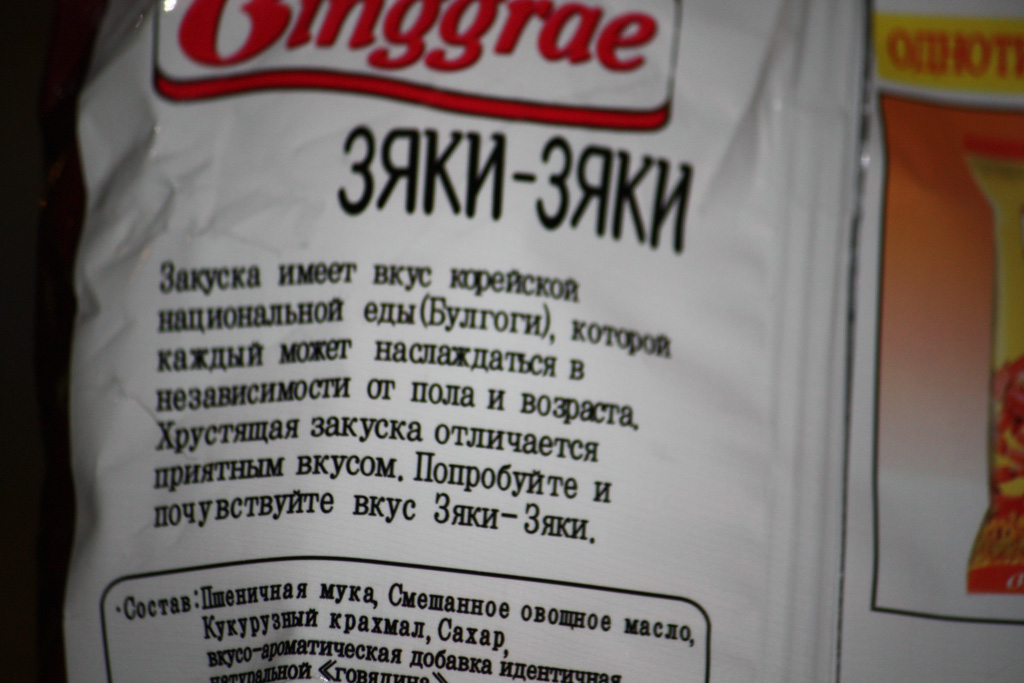 Binggrae
ЗЯКИ-ЗЯКИ
Закуска имеет вкус корейской
национальной еды(Булгоги), которой
каждый может наслаждаться в
независимости от пола и возраста.
Хрустящая закуска отличается
приятным вкусом. Попробуйте и
почувствуйте вкус Зяки-Зяки.
·Состав:Пшеничная мука, Смешанное овощное масло,
Кукурузный крахмал, Сахар,
вкусо-ароматическая добавка идентичная
натуральной «говядина»